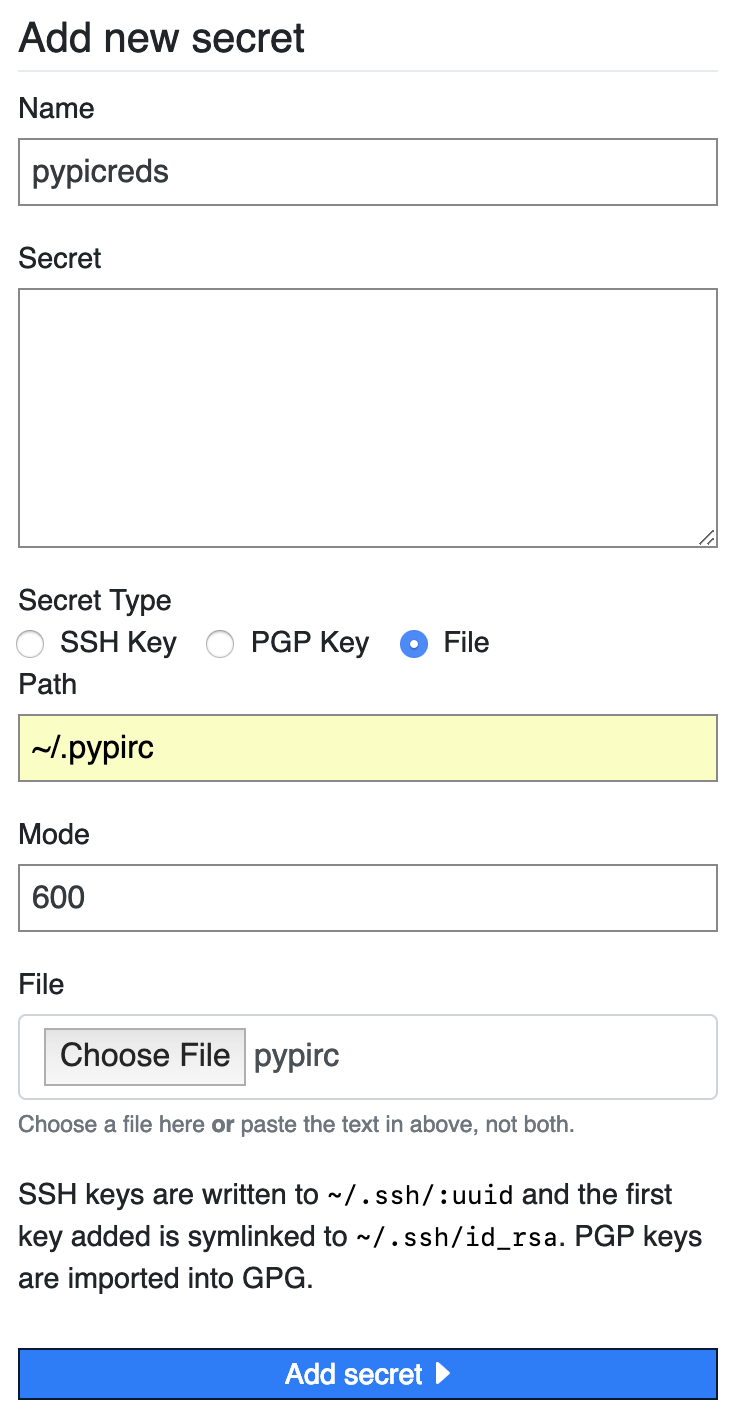 Add new secret
Name
pypicreds
Secret
Secret Type
SSH Key PGP Key File
Path
~/.pypirc
Mode
600
File
Choose File pypirc
Choose a file here or paste the text in above, not both.
SSH keys are written to ~/.ssh/:uuid and the first
key added is symlinked to ~/.ssh/id_rsa. PGP keys
are imported into GPG.
Add secret